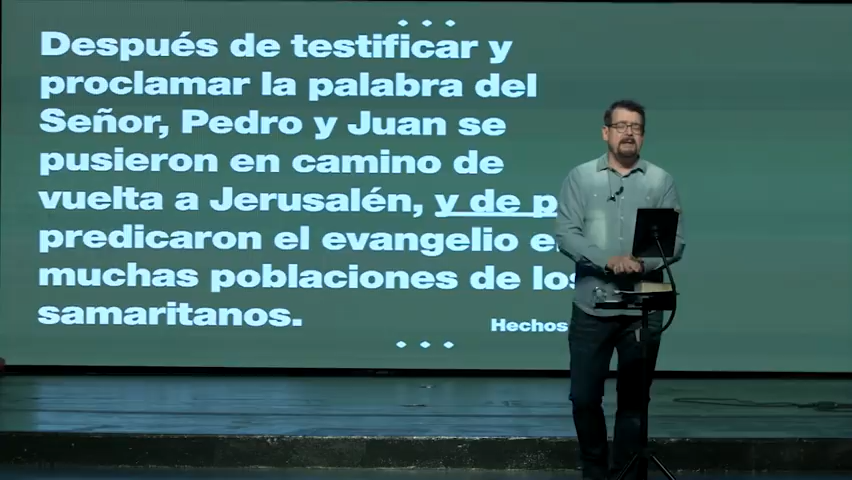 Después de testificar y
proclamar la palabra del
Señor, Pedro y Juan se
pusieron en camino de
vuelta a Jerusalén, y de
predicaron el evangelio
muchas poblaciones de los
samaritanos.
Hechos